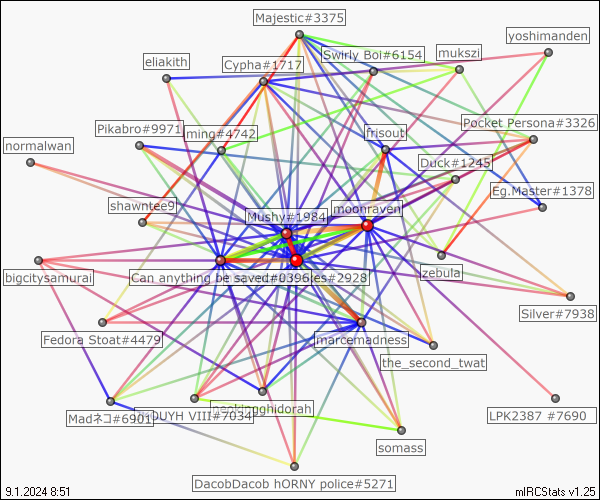 Majestic#3375
yoshimanden
Swirly Boi#6154
mukszi
eliakith
Cypha#1717
Pikabro#9971
ming#4742
frisout
Pocket Persona#3326
normalwan
Duck#1245
Eg.Master#1378
shawntee9
Mushy#1984
moonraven
bigcitysamurai
Can anything be saved#0396
es#2928
zebula
Silver#7938
Fedora Stoat#4479
marcemadness
the_second_twat
Madネコ#6901
DUYH VIII#7034
ghidorah
LPK2387 #7690
somass
DacobDacob hORNY police#5271
9.1.2024 8:51
mIRCStats v1.25